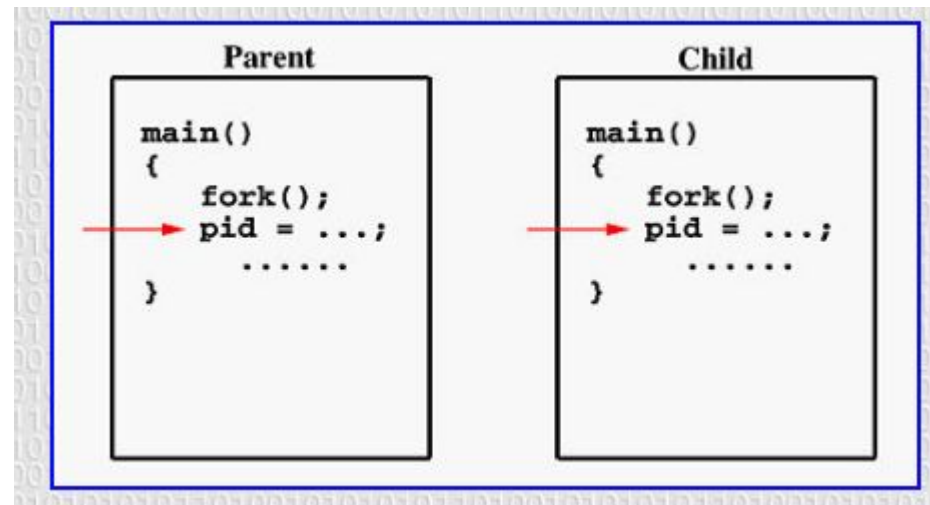 Parent
main()
{
fork();
pid = ...;
......
}
Child
main()
{
fork();
pid = ...;
......
}